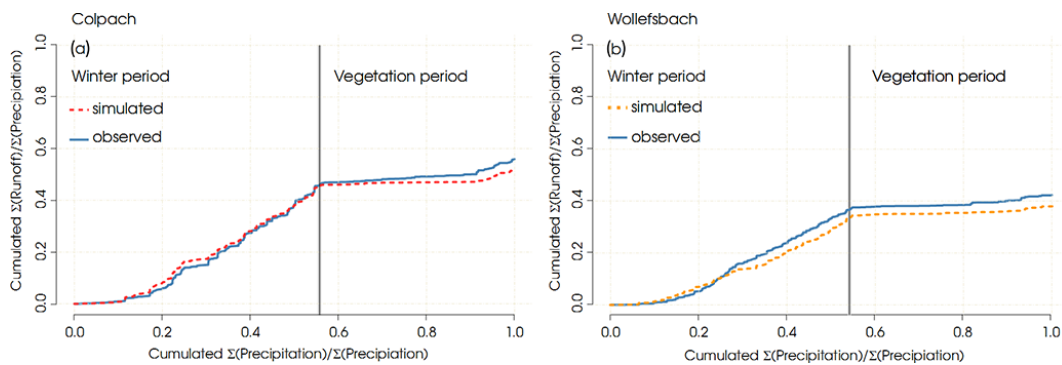 Colpach
(a)
Winter period
Vegetation period
simulated
observed
1.0
0.8
0.6
0.4
0.2
0.0
Cumulated Σ(Runoff)/Σ(Precipiation)
0.0 0.2 0.4 0.6 0.8 1.0
Cumulated Σ(Precipitation)/Σ(Precipiation)
Wollefsbach
(b)
Winter period
Vegetation period
simulated
observed
1.0
0.8
0.6
0.4
0.2
0.0
Cumulated Σ(Runoff)/Σ(Precipitation)
0.0 0.2 0.4 0.6 0.8 1.0
Cumulated Σ(Precipitation)/Σ(Precipiation)